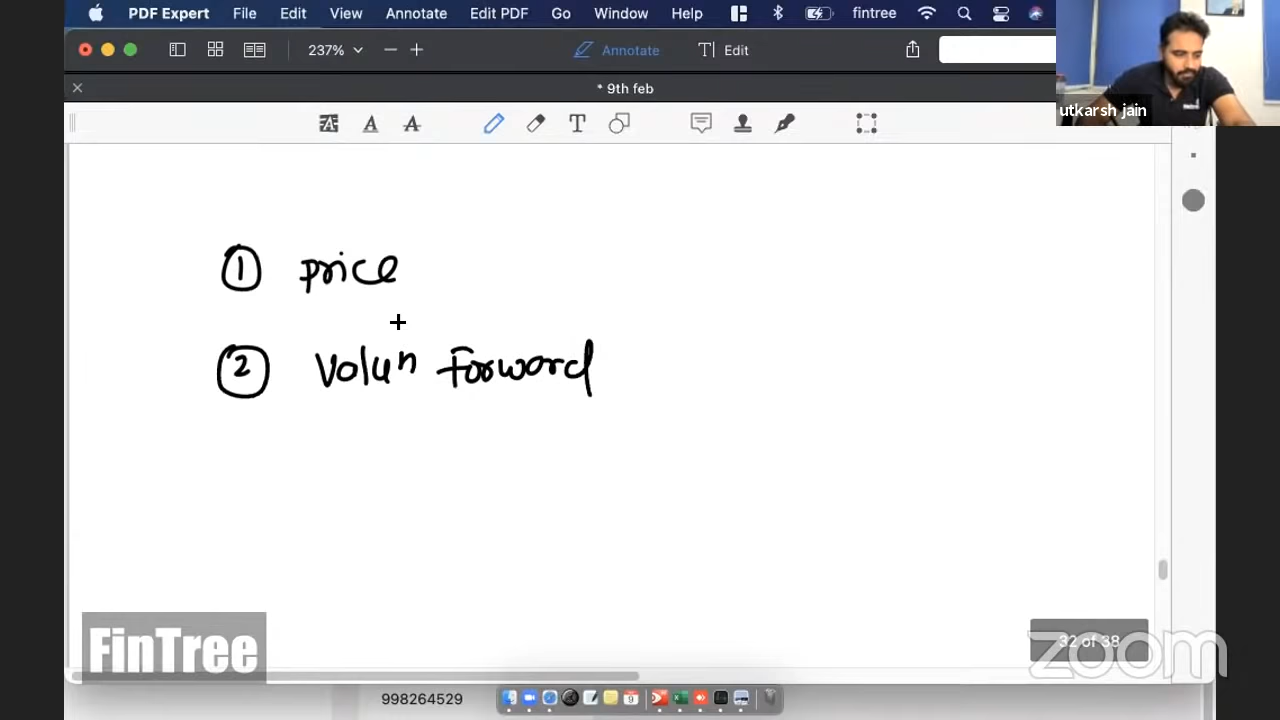 PDF Expert File Edit View Annotate Edit PDF Go Window Help fintree
237% Annotate T Edit
utkarsh jain
* 9th feb
A A A T
1 price
2 Volun forward
32 of 38
FinTree
zoom
998264529
9